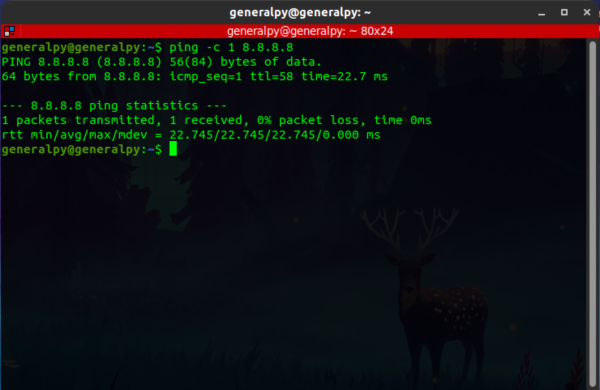 generalpy@generalpy: ~
generalpy@generalpy: ~ 80x24
generalpy@generalpy:~$ ping -c 1 8.8.8.8
PING 8.8.8.8 (8.8.8.8) 56(84) bytes of data.
64 bytes from 8.8.8.8: icmp_seq=1 ttl=58 time=22.7 ms
--- 8.8.8.8 ping statistics ---
1 packets transmitted, 1 received, 0% packet loss, time 0ms
rtt min/avg/max/mdev = 22.745/22.745/22.745/0.000 ms
generalpy@generalpy:~$